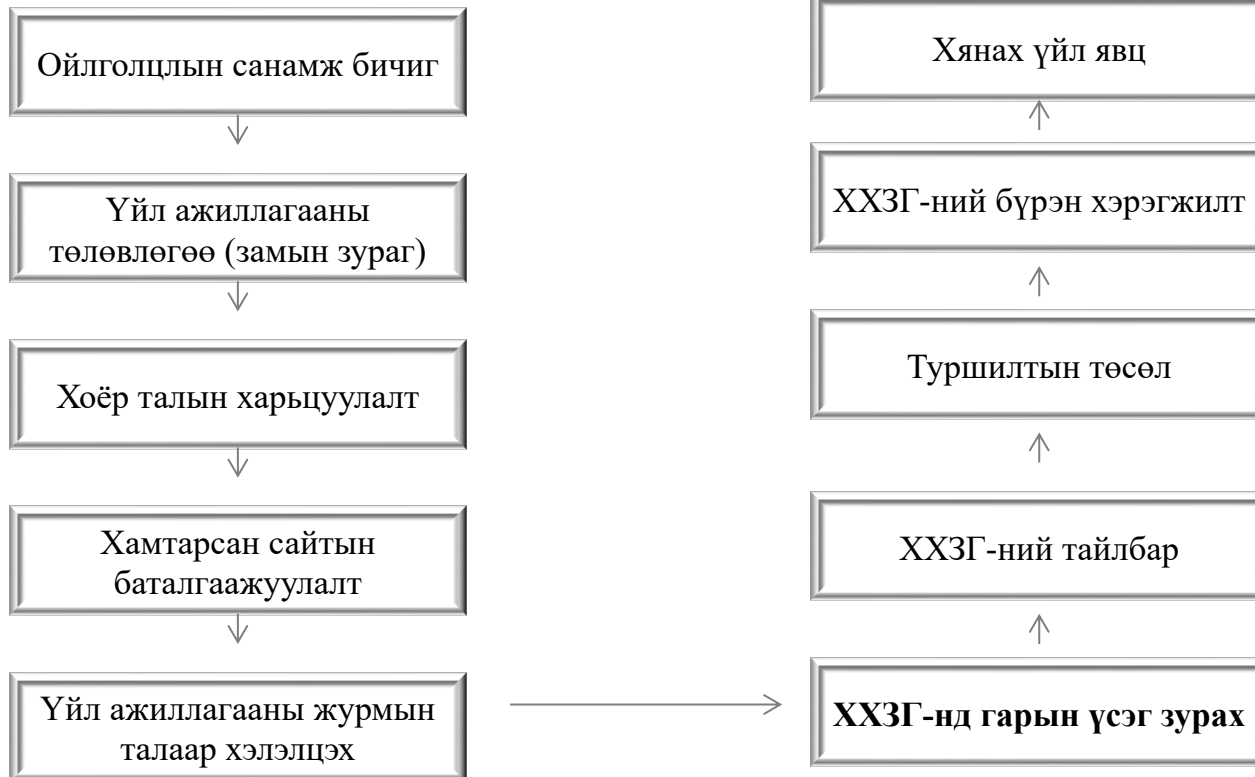 Ойлголцлын санамж бичиг
Үйл ажиллагааны
төлөвлөгөө (замын зураг)
Хоёр талын харьцуулалт
Хамтарсан сайтын
баталгаажуулалт
Үйл ажиллагааны журмын
талаар хэлэлцэх
ХХЗГ-нд гарын үсэг зурах
ХХЗГ-ний тайлбар
Туршилтын төсөл
ХХЗГ-ний бүрэн хэрэгжилт
Хянах үйл явц